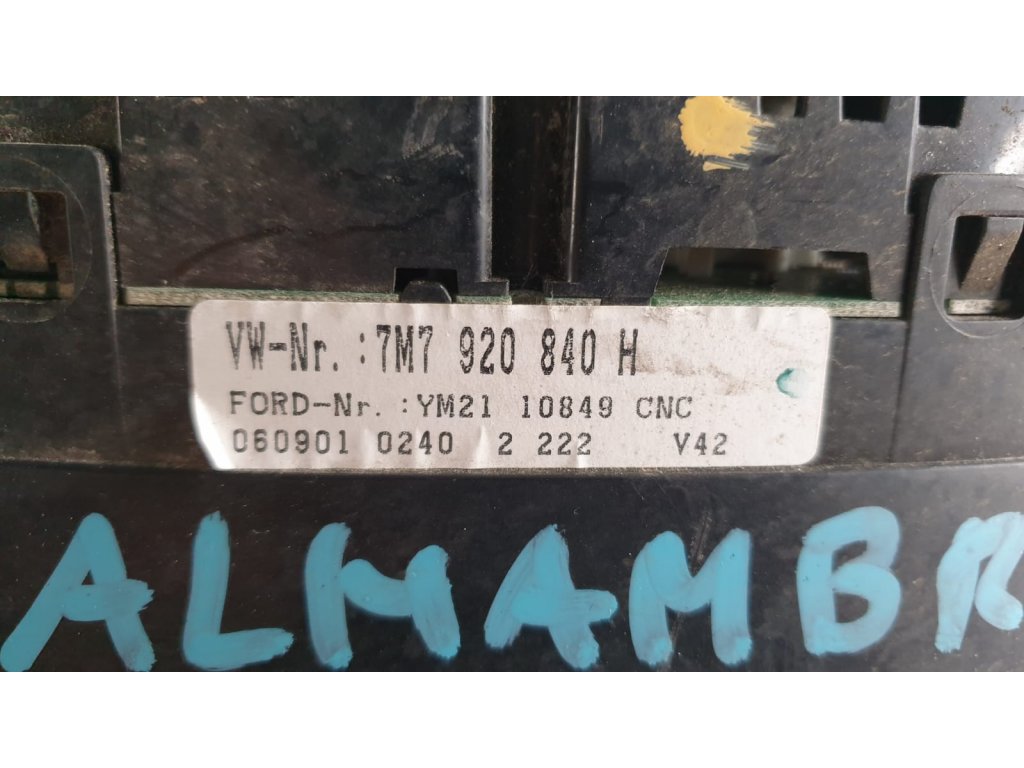 VW-Nr. :7M7 920 840 H
FORD-Nr. :YM21 10849 CNC
060901 0240 2 222 V42
ALHAMBR